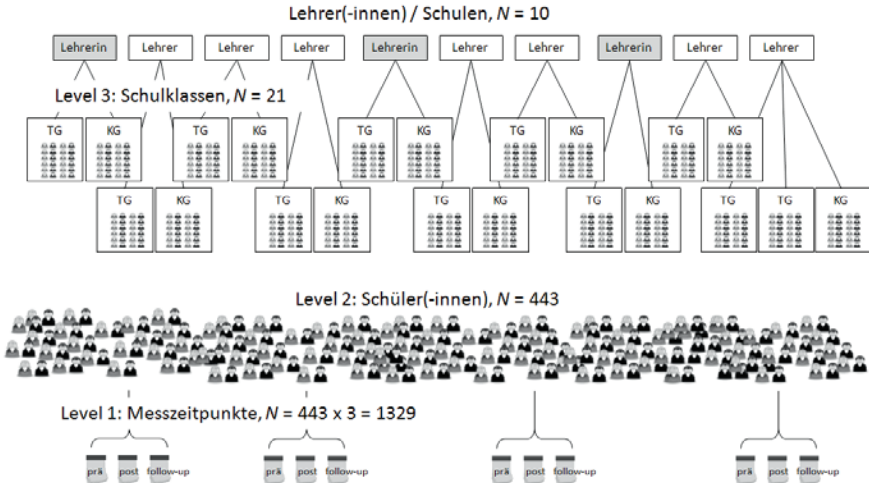 Lehrer(-innen) / Schulen, N = 10
Lehrerin Lehrer Lehrer Lehrer Lehrerin Lehrer Lehrer Lehrerin Lehrer Lehrer
Level 3: Schulklassen, N = 21
TG KG TG KG TG KG TG KG TG KG
TG KG TG KG TG KG TG KG TG TG KG
Level 2: Schüler(-innen), N = 443
Level 1: Messzeitpunkte, N = 443 x 3 = 1329
prä post follow-up prä post follow-up prä post follow-up prä post follow-up